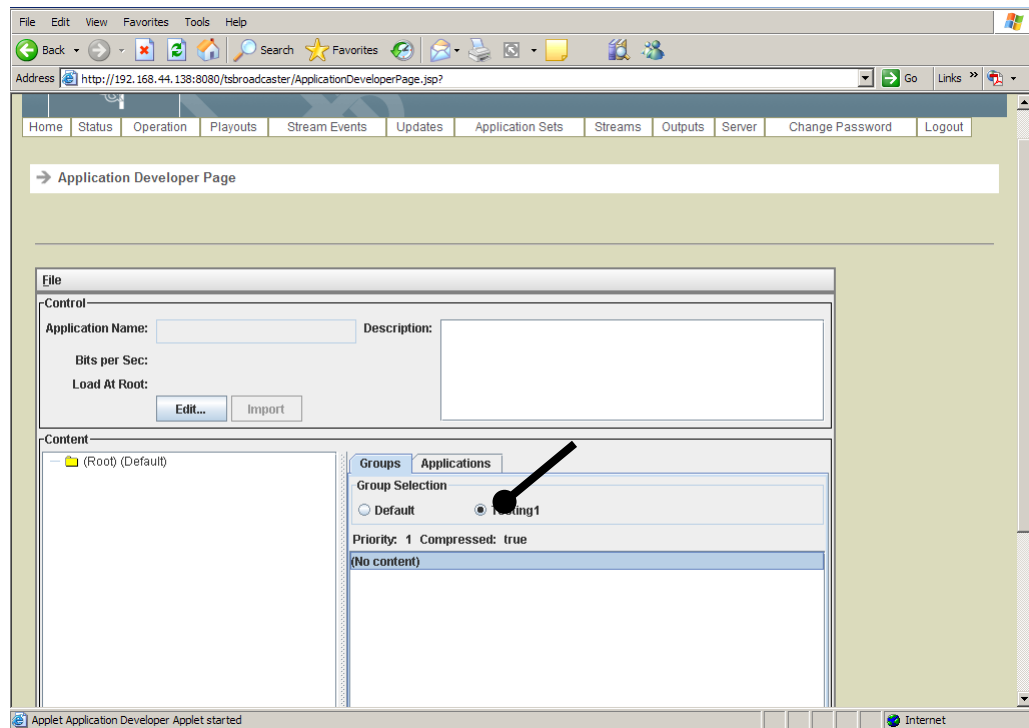 File Edit View Favorites Tools Help
Back Search Favorites
Address http://192.168.44.138:8080/tsbroadcaster/ApplicationDeveloperPage.jsp? Go Links »
Home Status Operation Playouts Stream Events Updates Application Sets Streams Outputs Server Change Password Logout
Application Developer Page
File
Control
Application Name: Description:
Bits per Sec:
Load At Root:
Edit... Import
Content
(Root) (Default)
Groups Applications
Group Selection
Default Testing1
Priority: 1 Compressed: true
(No content)
Applet Application Developer Applet started Internet